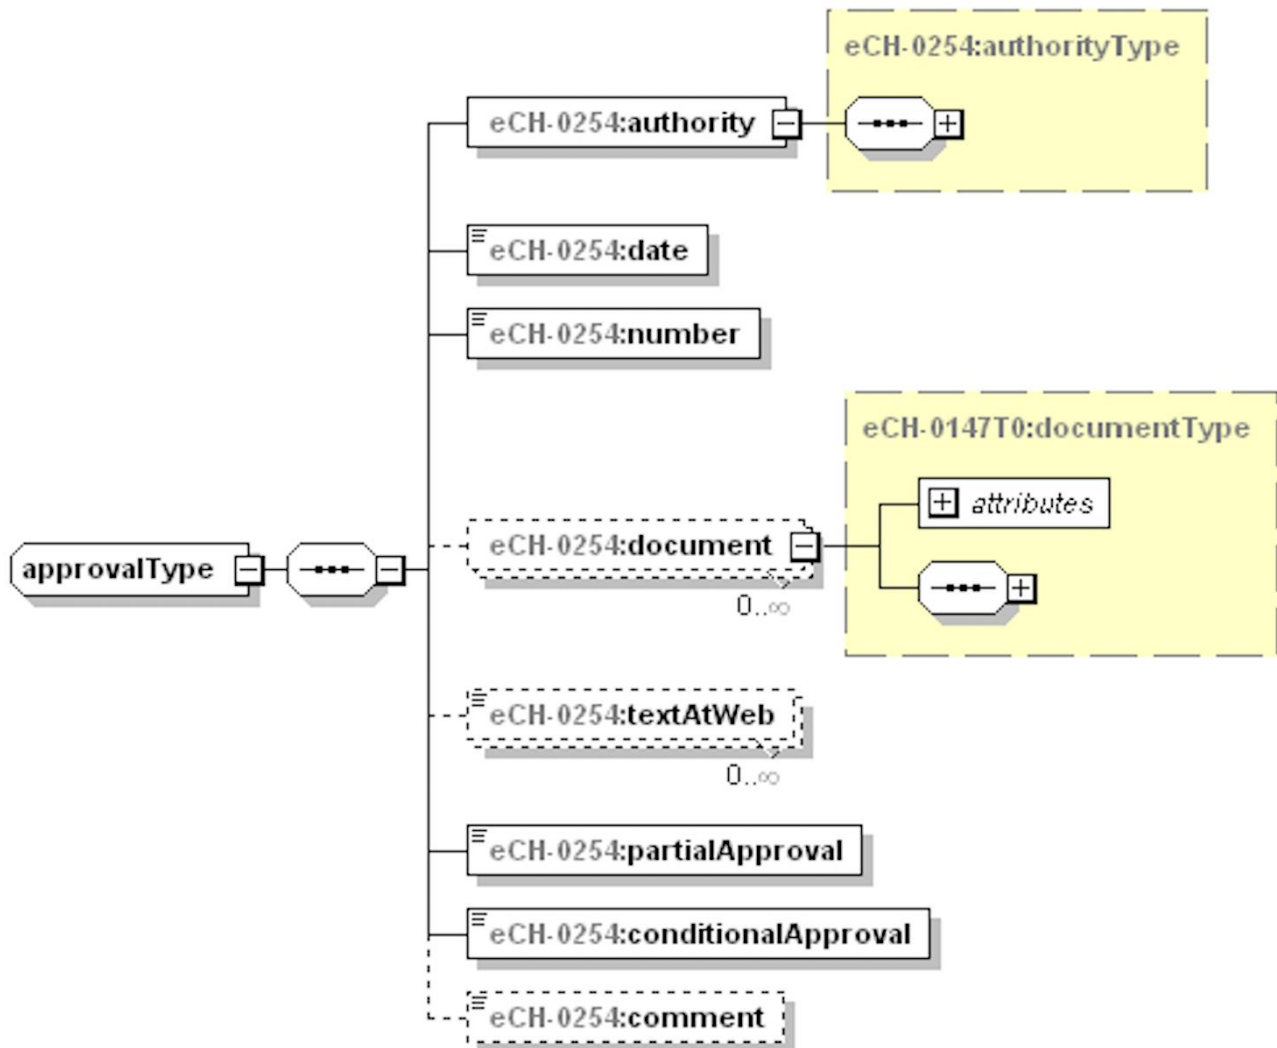 eCH-0254:authorityType
eCH-0254:authority
eCH-0254:date
eCH-0254:number
eCH-0147T0:documentType
attributes
eCH-0254:document
approvalType
0..∞
eCH-0254:textAtWeb
0..∞
eCH-0254:partialApproval
eCH-0254:conditionalApproval
eCH-0254:comment